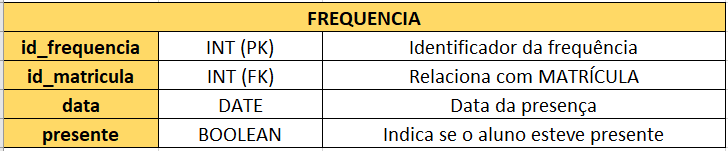 FREQUENCIA
id_frequencia INT (PK) Identificador da frequência
id_matricula INT (FK) Relaciona com MATRÍCULA
data DATE Data da presença
presente BOOLEAN Indica se o aluno esteve presente